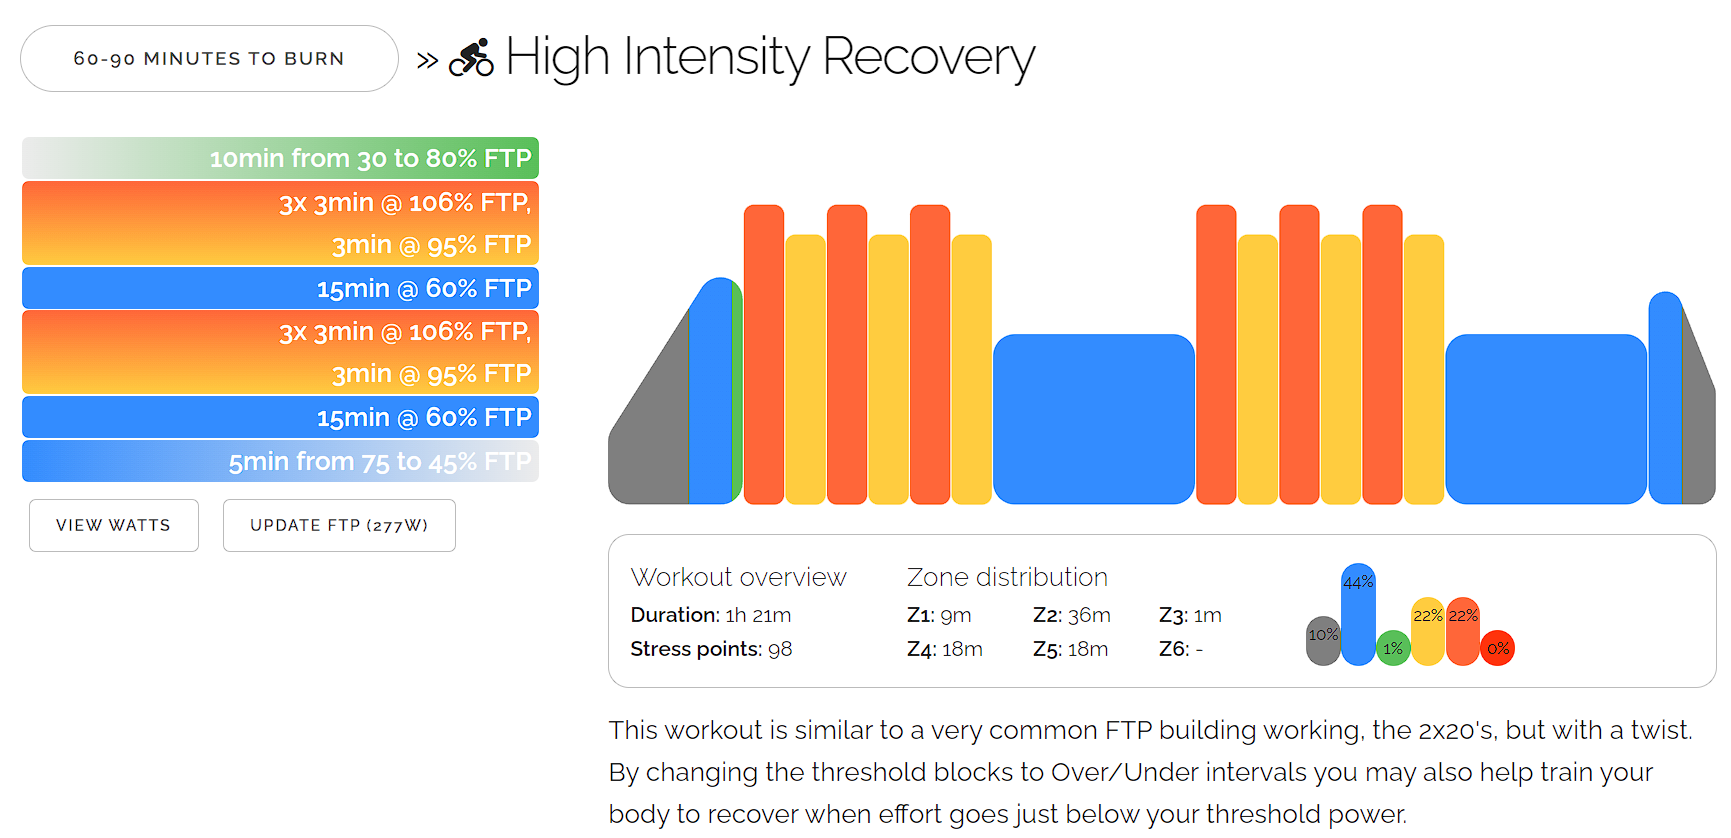 60-90 MINUTES TO BURN » High Intensity Recovery
10min from 30 to 80% FTP
3x 3min @ 106% FTP,
3min @ 95% FTP
15min @ 60% FTP
3x 3min @ 106% FTP,
3min @ 95% FTP
15min @ 60% FTP
5min from 75 to 45% FTP
VIEW WATTS
UPDATE FTP (277W)
Workout overview
Duration: 1h 21m
Stress points: 98
Zone distribution
Z1: 9m Z2: 36m Z3: 1m
Z4: 18m Z5: 18m Z6: -
10% 44% 1% 22% 22% 0%
This workout is similar to a very common FTP building working, the 2x20's, but with a twist.
By changing the threshold blocks to Over/Under intervals you may also help train your
body to recover when effort goes just below your threshold power.